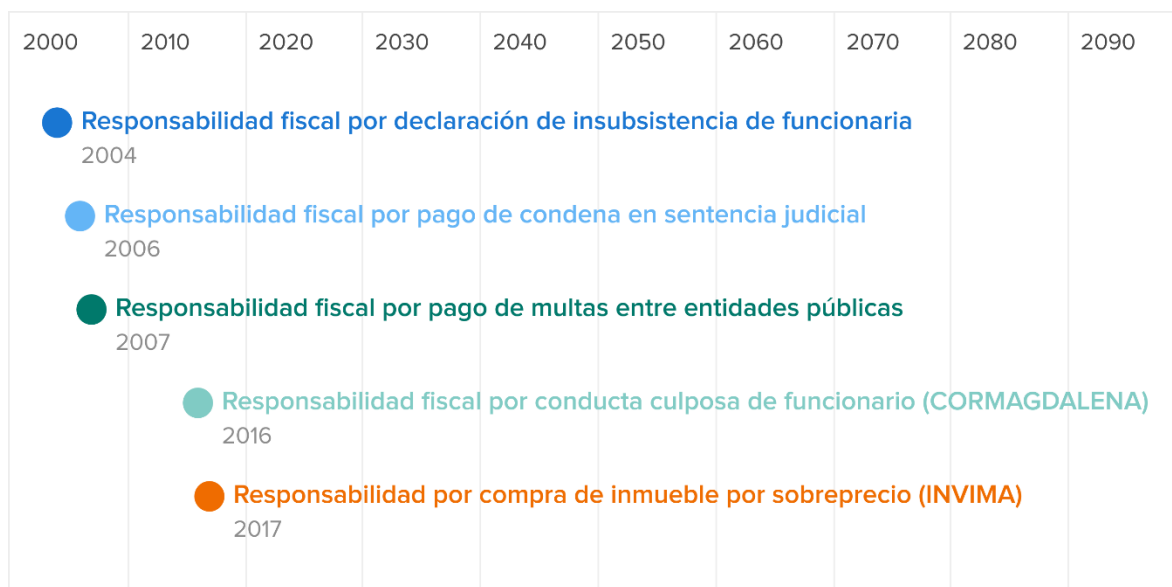 2000 2010 2020 2030 2040 2050 2060 2070 2080 2090
Responsabilidad fiscal por declaración de insubsistencia de funcionaria
2004
Responsabilidad fiscal por pago de condena en sentencia judicial
2006
Responsabilidad fiscal por pago de multas entre entidades públicas
2007
Responsabilidad fiscal por conducta culposa de funcionario (CORMAGDALENA)
2016
Responsabilidad por compra de inmueble por sobreprecio (INVIMA)
2017